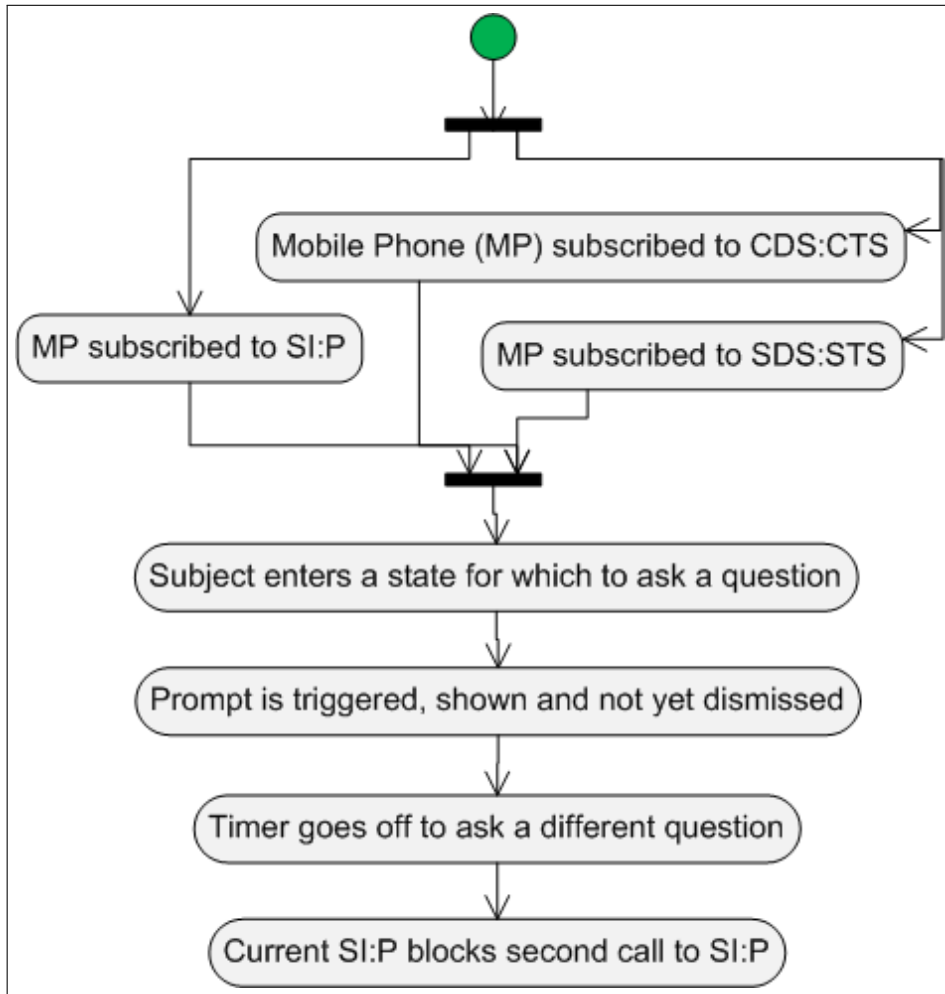 Mobile Phone (MP) subscribed to CDS:CTS
MP subscribed to SI:P
MP subscribed to SDS:STS
Subject enters a state for which to ask a question
Prompt is triggered, shown and not yet dismissed
Timer goes off to ask a different question
Current SI:P blocks second call to SI:P